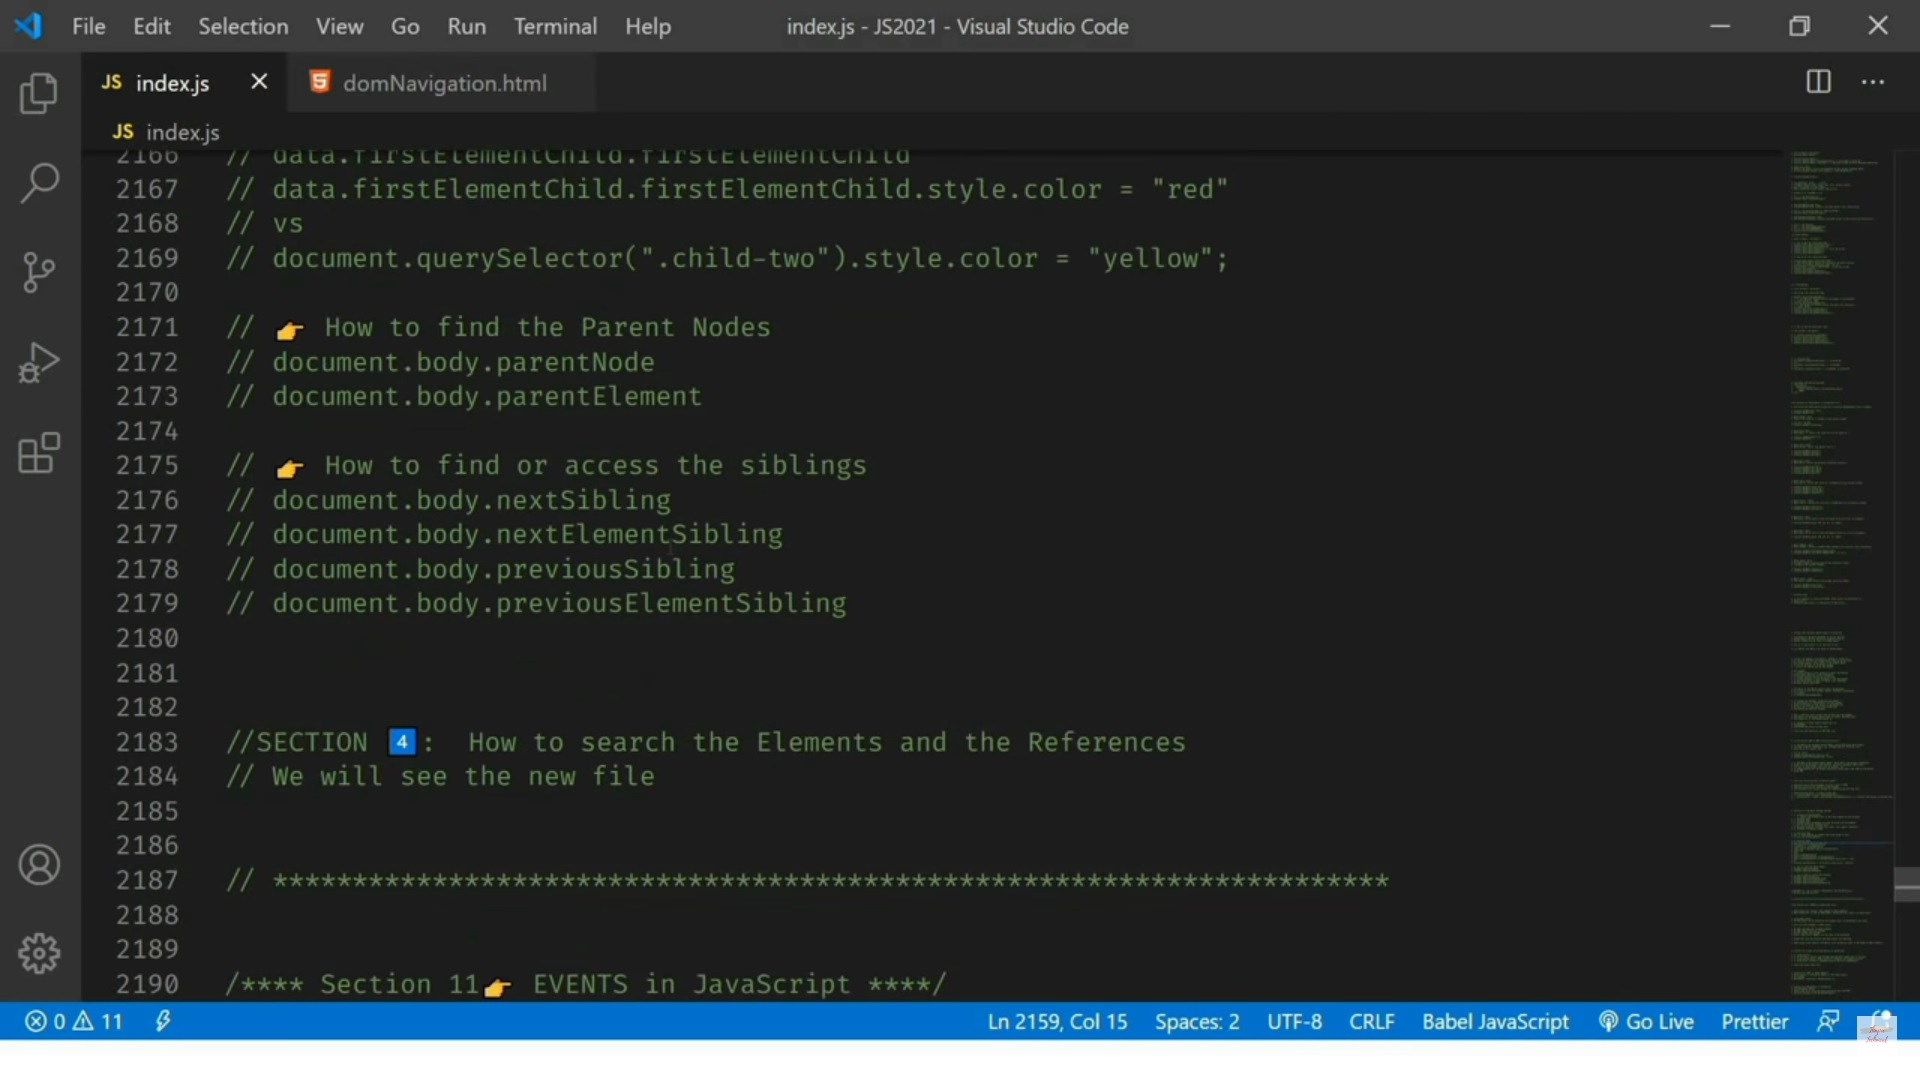 File Edit Selection View Go Run Terminal Help index.js - JS2021 - Visual Studio Code
JS index.js domNavigation.html
JS index.js
2166 // data.firstElementChild.firstElementChild
2167 // data.firstElementChild.firstElementChild.style.color = "red"
2168 // vs
2169 // document.querySelector(".child-two").style.color = "yellow";
2170
2171 // 👉 How to find the Parent Nodes
2172 // document.body.parentNode
2173 // document.body.parentElement
2174
2175 // 👉 How to find or access the siblings
2176 // document.body.nextSibling
2177 // document.body.nextElementSibling
2178 // document.body.previousSibling
2179 // document.body.previousElementSibling
2180
2181
2182
2183 //SECTION 4️⃣: How to search the Elements and the References
2184 // We will see the new file
2185
2186
2187 // **********************************************************************
2188
2189
2190 /**** Section 11👉 EVENTS in JavaScript ****/
0 11 Ln 2159, Col 15 Spaces: 2 UTF-8 CRLF Babel JavaScript Go Live Prettier